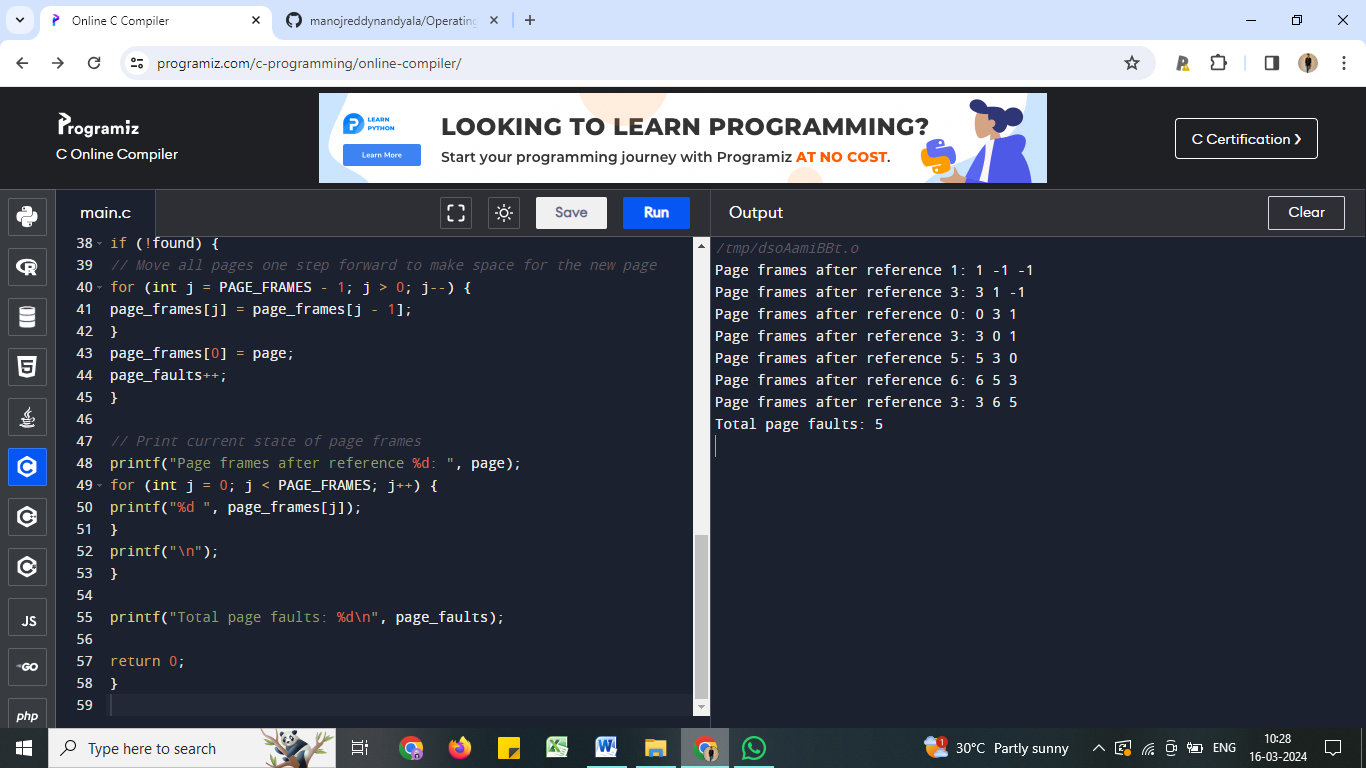 Online C Compiler
manojreddynandyala/Operating
programiz.com/c-programming/online-compiler/
Programiz
C Online Compiler
LEARN
PYTHON
Learn More
LOOKING TO LEARN PROGRAMMING?
Start your programming journey with Programiz AT NO COST.
C Certification ❯
main.c
Save
Run
Output
Clear
38 if (!found) {
39 // Move all pages one step forward to make space for the new page
40 for (int j = PAGE_FRAMES - 1; j > 0; j--) {
41 page_frames[j] = page_frames[j - 1];
42 }
43 page_frames[0] = page;
44 page_faults++;
45 }
46
47 // Print current state of page frames
48 printf("Page frames after reference %d: ", page);
49 for (int j = 0; j < PAGE_FRAMES; j++) {
50 printf("%d ", page_frames[j]);
51 }
52 printf("\n");
53 }
54
55 printf("Total page faults: %d\n", page_faults);
56
57 return 0;
58 }
59
/tmp/dsoAamiBBt.o
Page frames after reference 1: 1 -1 -1
Page frames after reference 3: 3 1 -1
Page frames after reference 0: 0 3 1
Page frames after reference 3: 3 0 1
Page frames after reference 5: 5 3 0
Page frames after reference 6: 6 5 3
Page frames after reference 3: 3 6 5
Total page faults: 5
JS
GO
php
Type here to search
1
30°C Partly sunny
ENG
10:28
16-03-2024